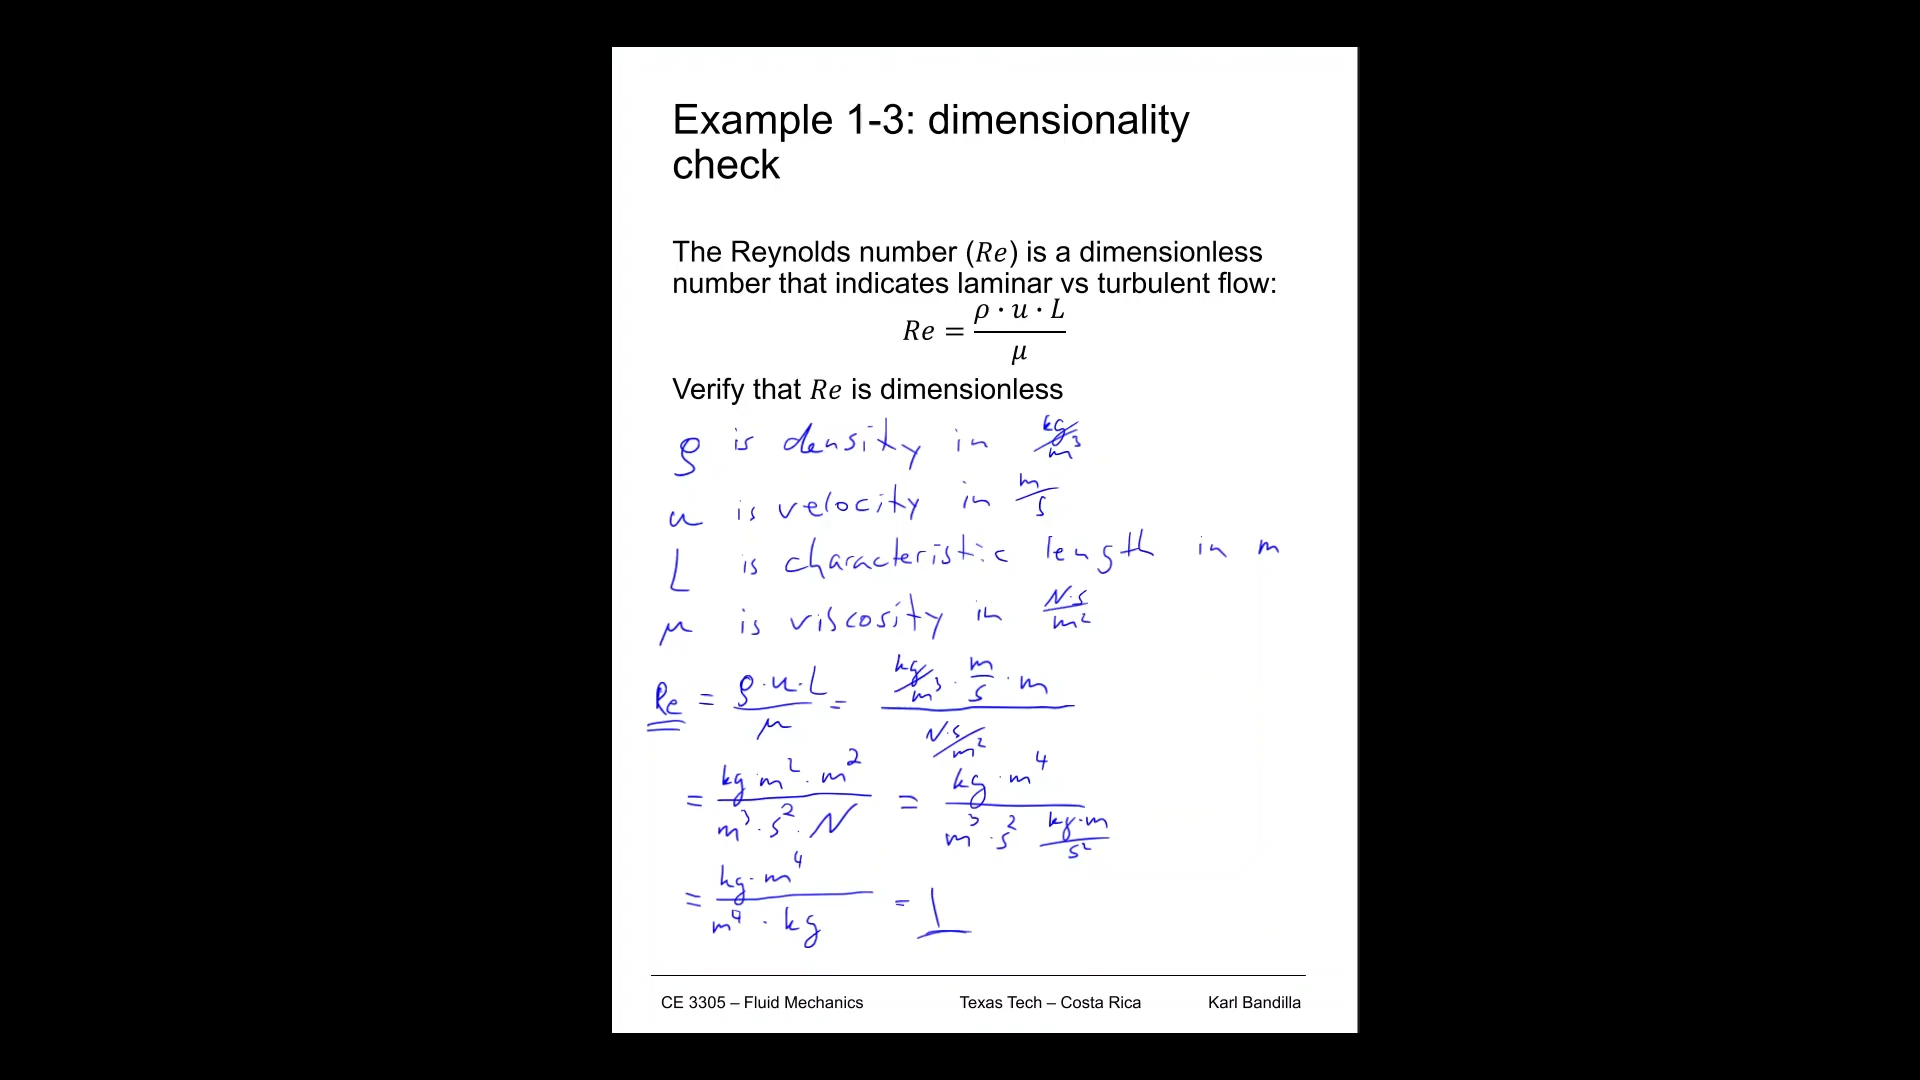 Example 1-3: dimensionality
check
The Reynolds number (Re) is a dimensionless
number that indicates laminar vs turbulent flow:
Re = ρ · u · L / μ
Verify that Re is dimensionless
ρ is density in kg/m³
u is velocity in m/s
L is characteristic length in m
μ is viscosity in N·s/m²
Re = ρ·u·L / μ = (kg/m³ · m/s · m) / (N·s/m²)
= kg m² · m² / m³ · s² · N = kg · m⁴ / m³ · s² kg·m/s²
= kg · m⁴ / m⁴ · kg = 1
CE 3305 – Fluid Mechanics Texas Tech – Costa Rica Karl Bandilla